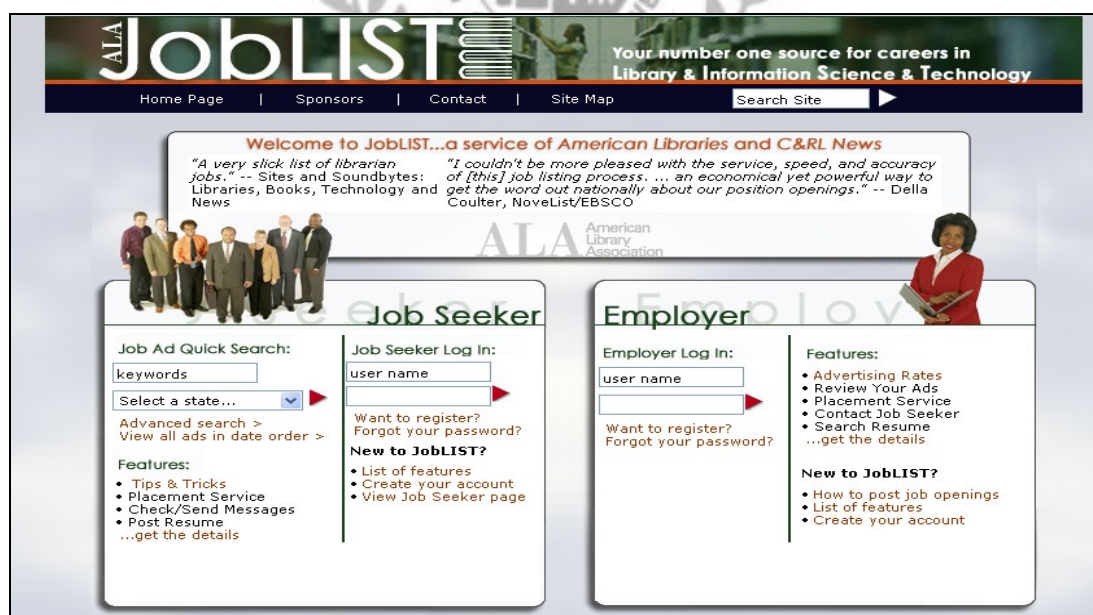 ALA
JobLIST
Your number one source for careers in
Library & Information Science & Technology
Home Page | Sponsors | Contact | Site Map
Search Site
Welcome to JobLIST...a service of American Libraries and C&RL News
"A very slick list of librarian
jobs." -- Sites and Soundbytes:
Libraries, Books, Technology and
News
"I couldn't be more pleased with the service, speed, and accuracy
of [this] job listing process. ... an economical yet powerful way to
get the word out nationally about our position openings." -- Della
Coulter, NoveList/EBSCO
ALA American
Library
Association
Job Seeker
Job Ad Quick Search:
keywords
Select a state...
Advanced search >
View all ads in date order >
Features:
• Tips & Tricks
• Placement Service
• Check/Send Messages
• Post Resume
...get the details
Job Seeker Log In:
user name
Want to register?
Forgot your password?
New to JobLIST?
• List of features
• Create your account
• View Job Seeker page
Employer
Employer Log In:
user name
Want to register?
Forgot your password?
Features:
• Advertising Rates
• Review Your Ads
• Placement Service
• Contact Job Seeker
• Search Resume
...get the details
New to JobLIST?
• How to post job openings
• List of features
• Create your account